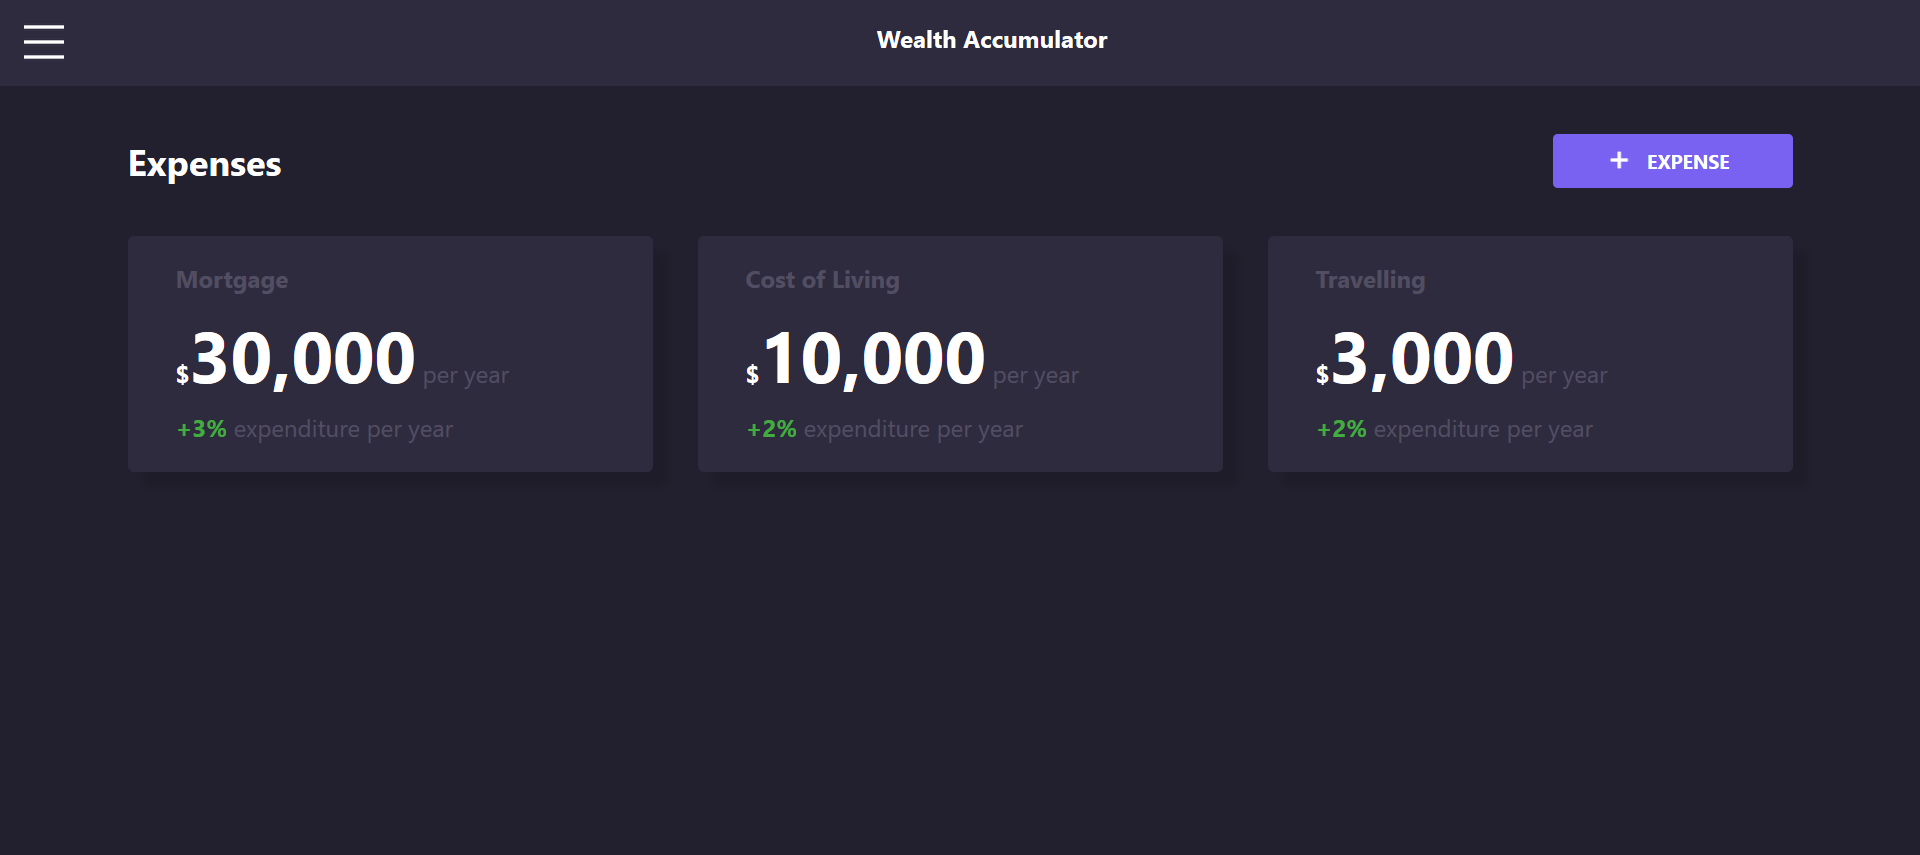 Wealth Accumulator
Expenses
+ EXPENSE
Mortgage
$30,000 per year
+3% expenditure per year
Cost of Living
$10,000 per year
+2% expenditure per year
Travelling
$3,000 per year
+2% expenditure per year